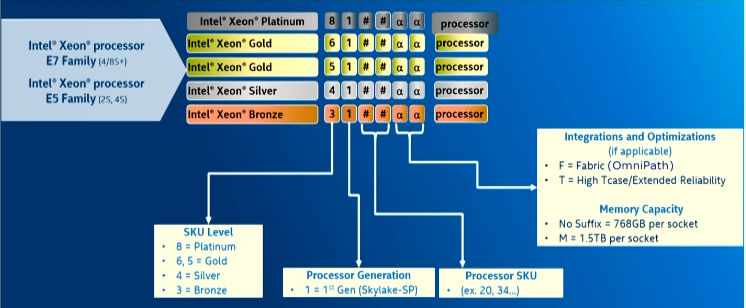 Intel® Xeon® processor
E7 Family (4/8S+)
Intel® Xeon® processor
E5 Family (2S, 4S)
Intel® Xeon® Platinum 8 1 # # α α processor
Intel® Xeon® Gold 6 1 # # α α processor
Intel® Xeon® Gold 5 1 # # α α processor
Intel® Xeon® Silver 4 1 # # α α processor
Intel® Xeon® Bronze 3 1 # # α α processor
SKU Level
• 8 = Platinum
• 6, 5 = Gold
• 4 = Silver
• 3 = Bronze
Processor Generation
• 1 = 1ST Gen (Skylake-SP)
Processor SKU
• (ex. 20, 34...)
Integrations and Optimizations
(if applicable)
• F = Fabric (OmniPath)
• T = High Tcase/Extended Reliability
Memory Capacity
• No Suffix = 768GB per socket
• M = 1.5TB per socket